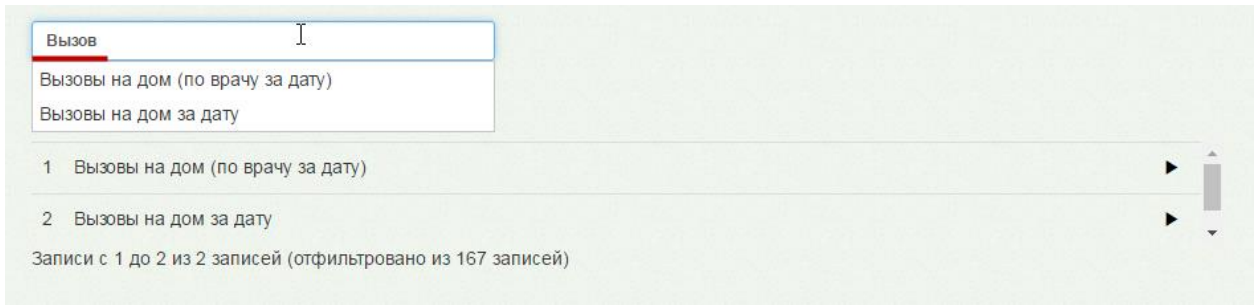 Вызов
Вызовы на дом (по врачу за дату)
Вызовы на дом за дату
1 Вызовы на дом (по врачу за дату)
2 Вызовы на дом за дату
Записи с 1 до 2 из 2 записей (отфильтровано из 167 записей)